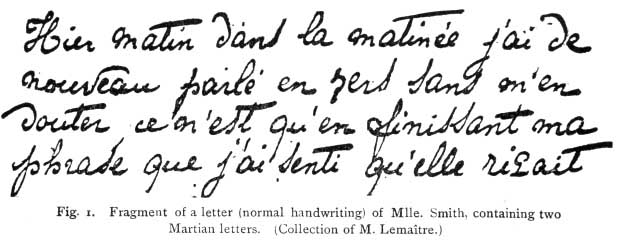 Hier matin dans la matinée j'ai de
nouveau parlé en vers sans m'en
douter, ce n'est qu'en finissant ma
phrase que j'ai senti qu'elle rimait
Fig. 1. Fragment of a letter (normal handwriting) of Mlle. Smith, containing two
Martian letters. (Collection of M. Lemaître.)